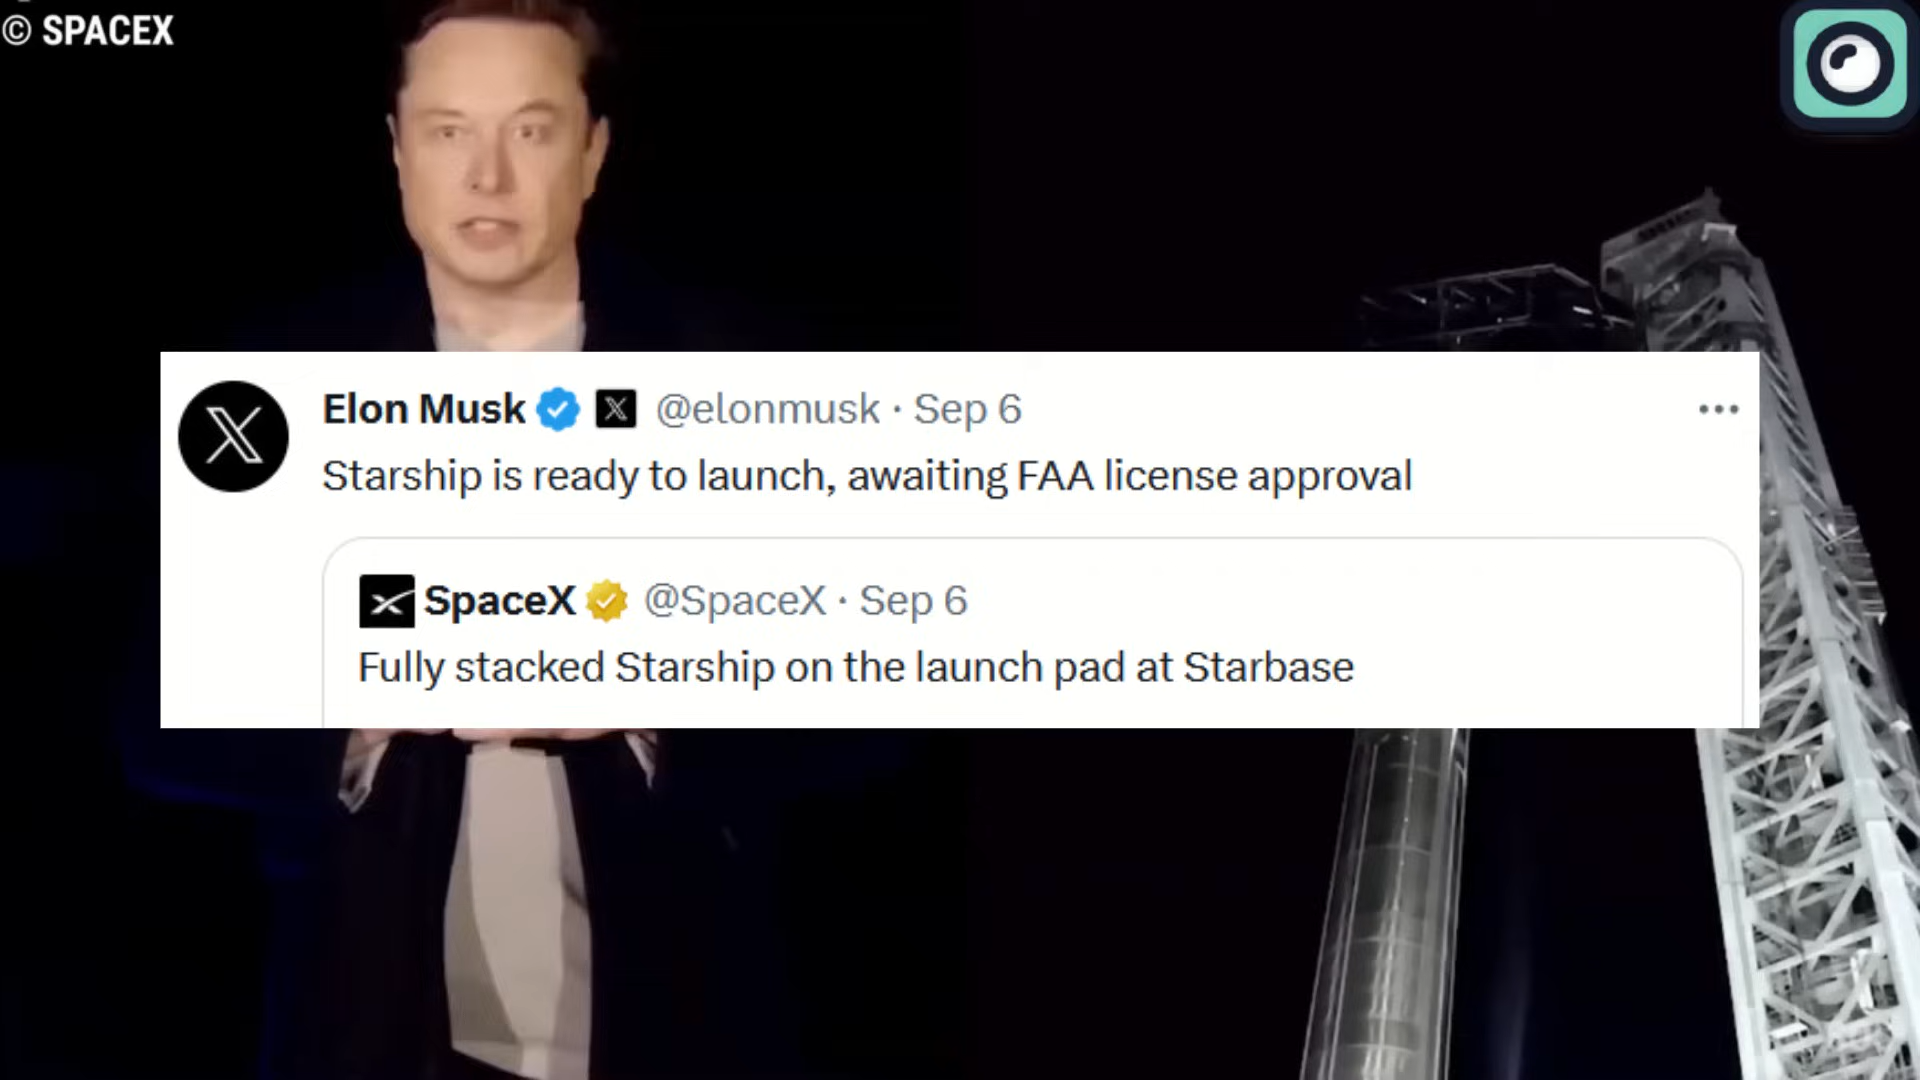 © SPACEX
Elon Musk @elonmusk · Sep 6
Starship is ready to launch, awaiting FAA license approval
SpaceX @SpaceX · Sep 6
Fully stacked Starship on the launch pad at Starbase